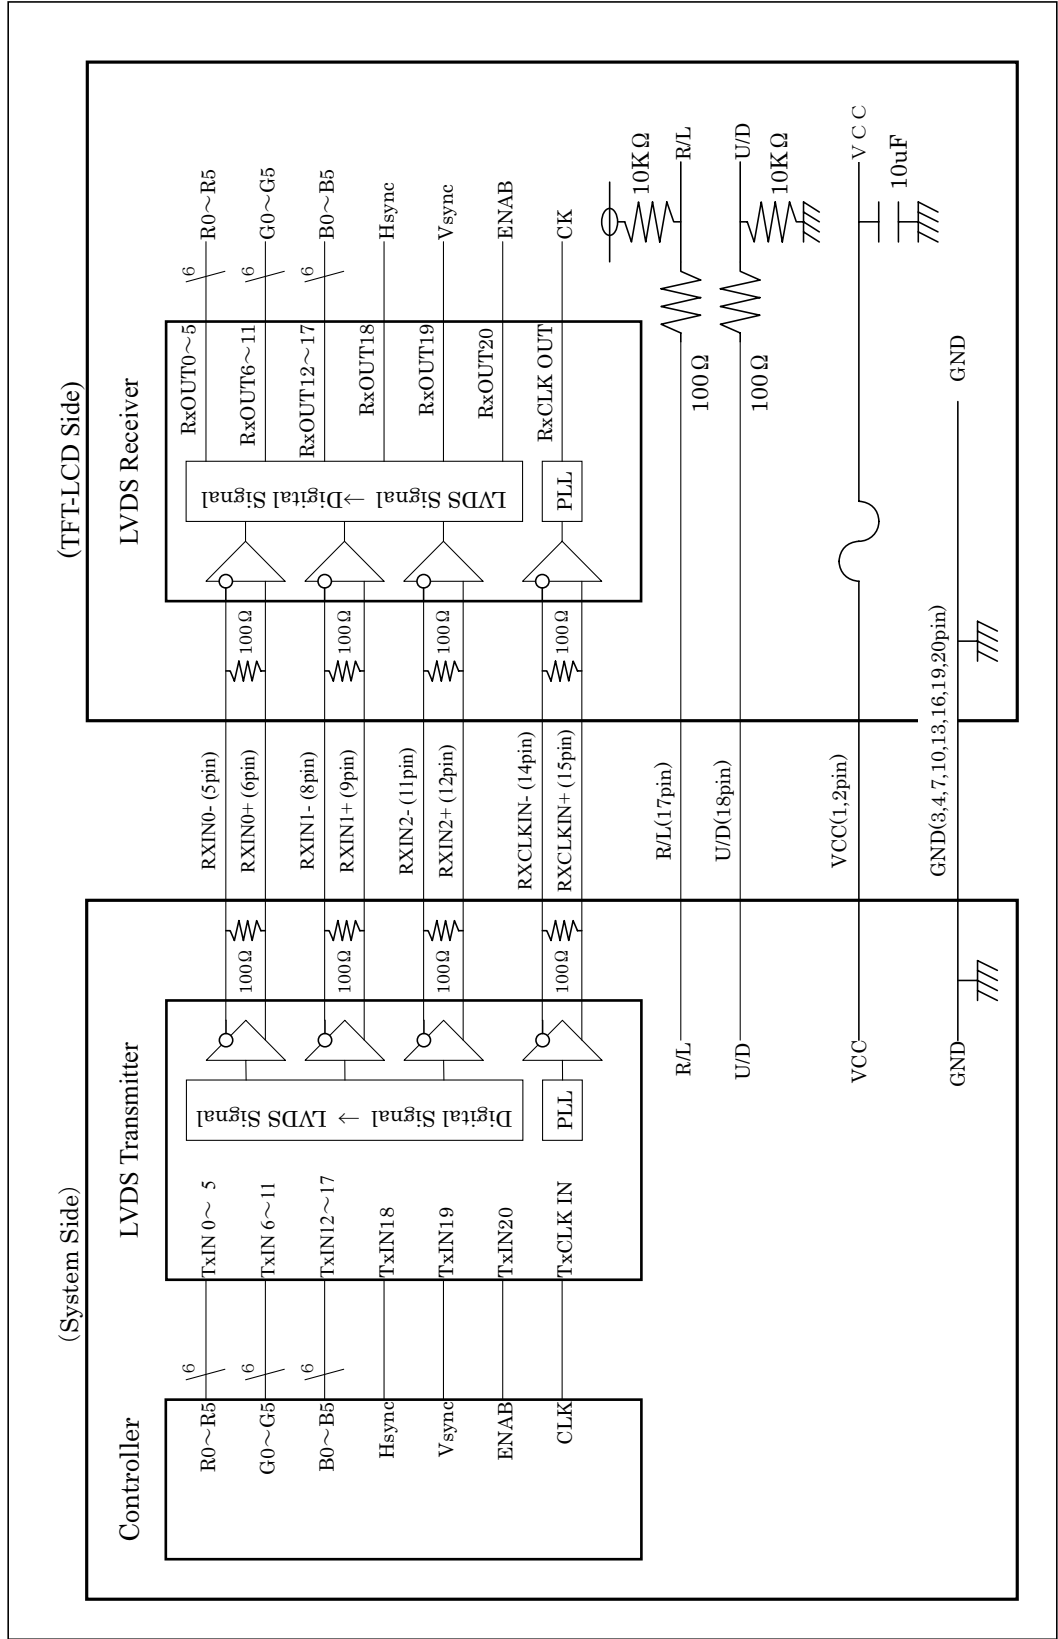 (System Side)
(TFT-LCD Side)
Controller
LVDS Transmitter
LVDS Receiver
R0～R5
G0～G5
B0～B5
Hsync
Vsync
ENAB
CLK
6
6
6
TxIN 0～ 5
TxIN 6～11
TxIN12～17
TxIN18
TxIN19
TxIN20
TxCLK IN
Digital Signal → LVDS Signal
PLL
100Ω
100Ω
100Ω
100Ω
RXIN0- (5pin)
RXIN0+ (6pin)
RXIN1- (8pin)
RXIN1+ (9pin)
RXIN2- (11pin)
RXIN2+ (12pin)
RXCLKIN- (14pin)
RXCLKIN+ (15pin)
100Ω
100Ω
100Ω
100Ω
LVDS Signal →Digital Signal
PLL
RxOUT0～5
RxOUT6～11
RxOUT12～17
RxOUT18
RxOUT19
RxOUT20
RxCLK OUT
6
6
6
R0～R5
G0～G5
B0～B5
Hsync
Vsync
ENAB
CK
R/L
R/L(17pin)
100Ω
10KΩ
R/L
U/D
U/D(18pin)
100Ω
10KΩ
U/D
VCC
VCC(1,2pin)
V C C
10uF
GND
GND(3,4,7,10,13,16,19,20pin)
GND